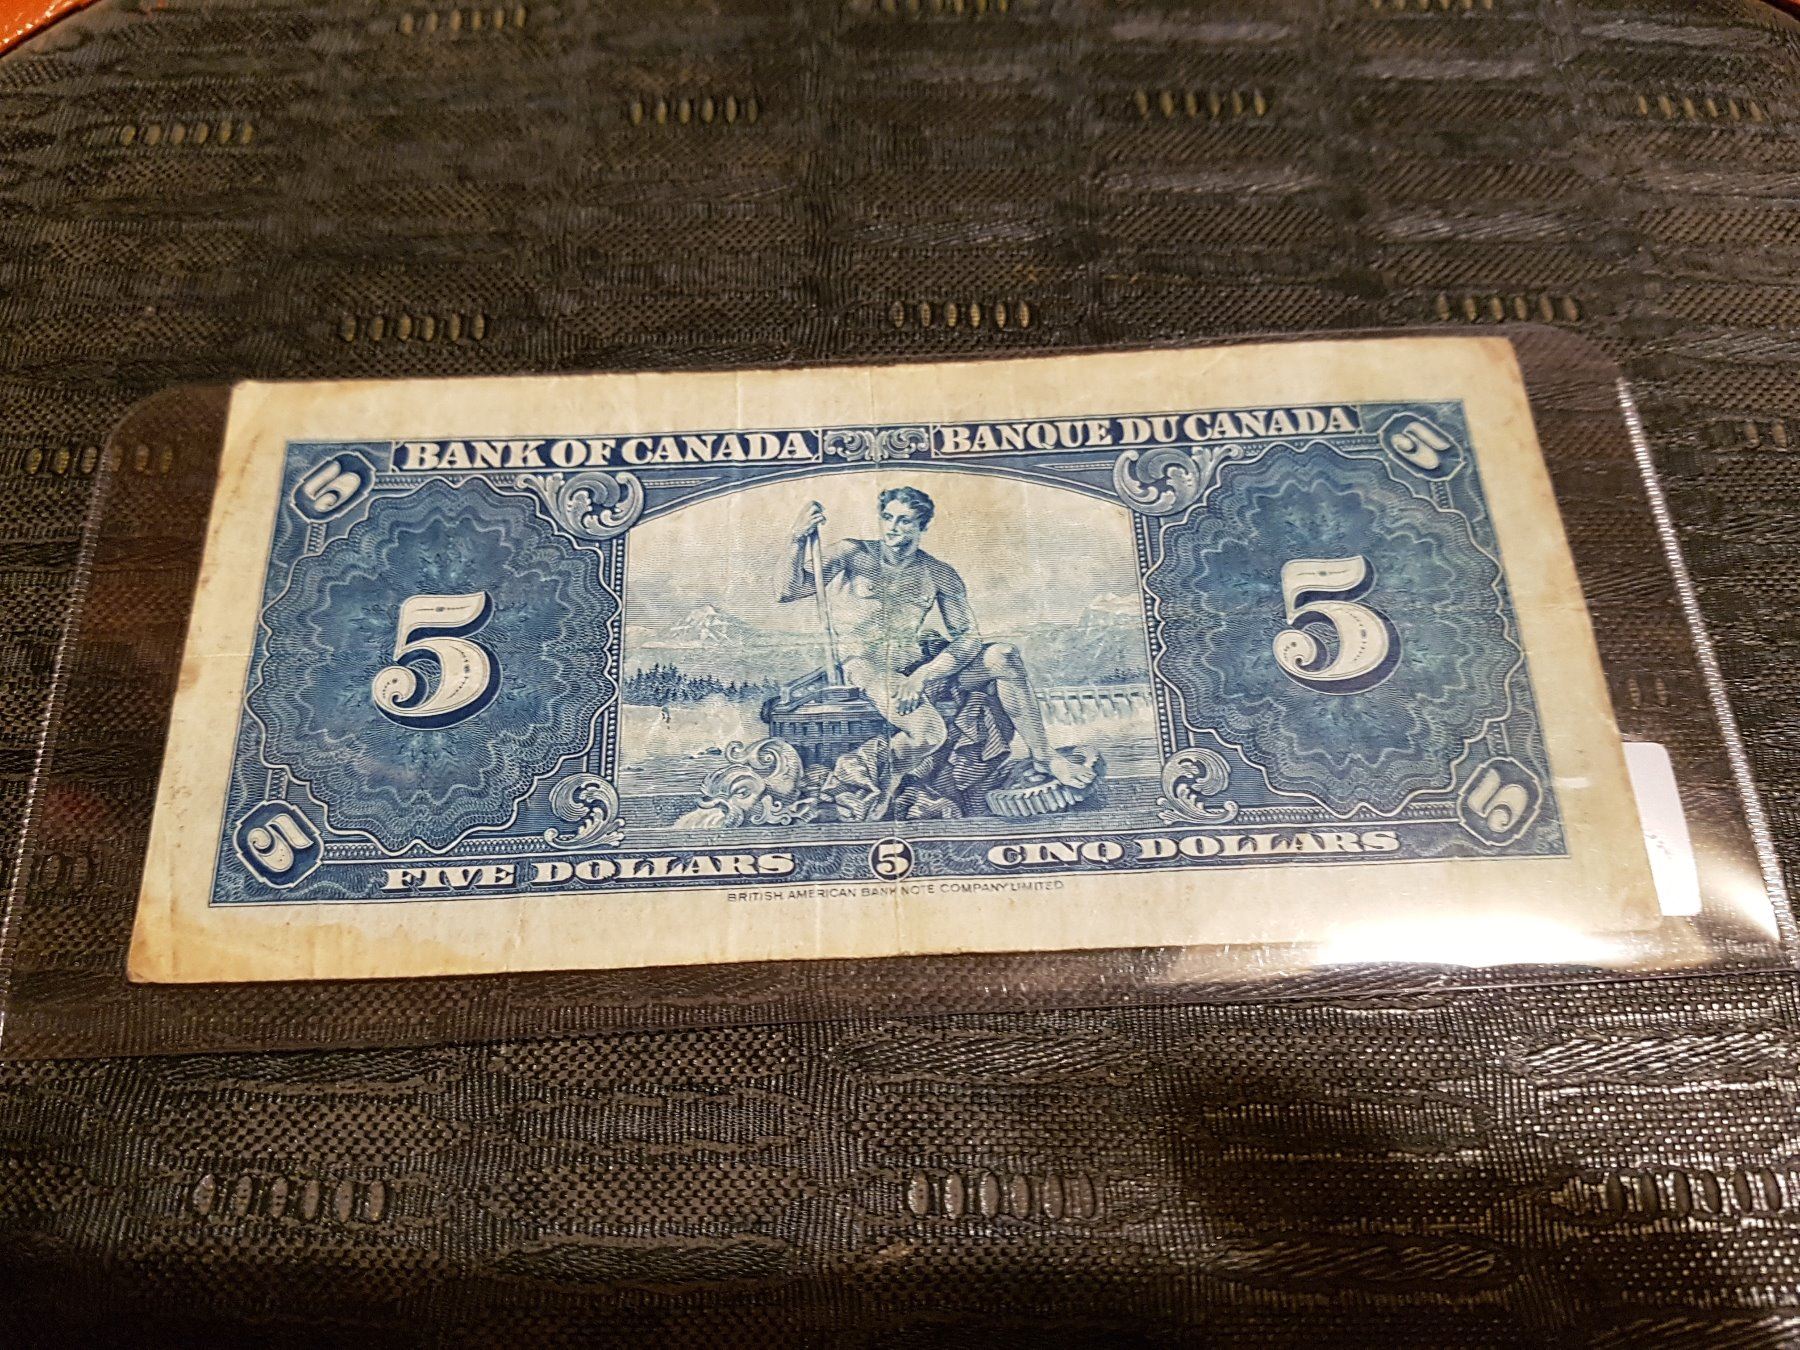 5 BANK OF CANADA BANQUE DU CANADA 5
5 5
5 FIVE DOLLARS 5 CINQ DOLLARS 5
BRITISH AMERICAN BANK NOTE COMPANY LIMITED